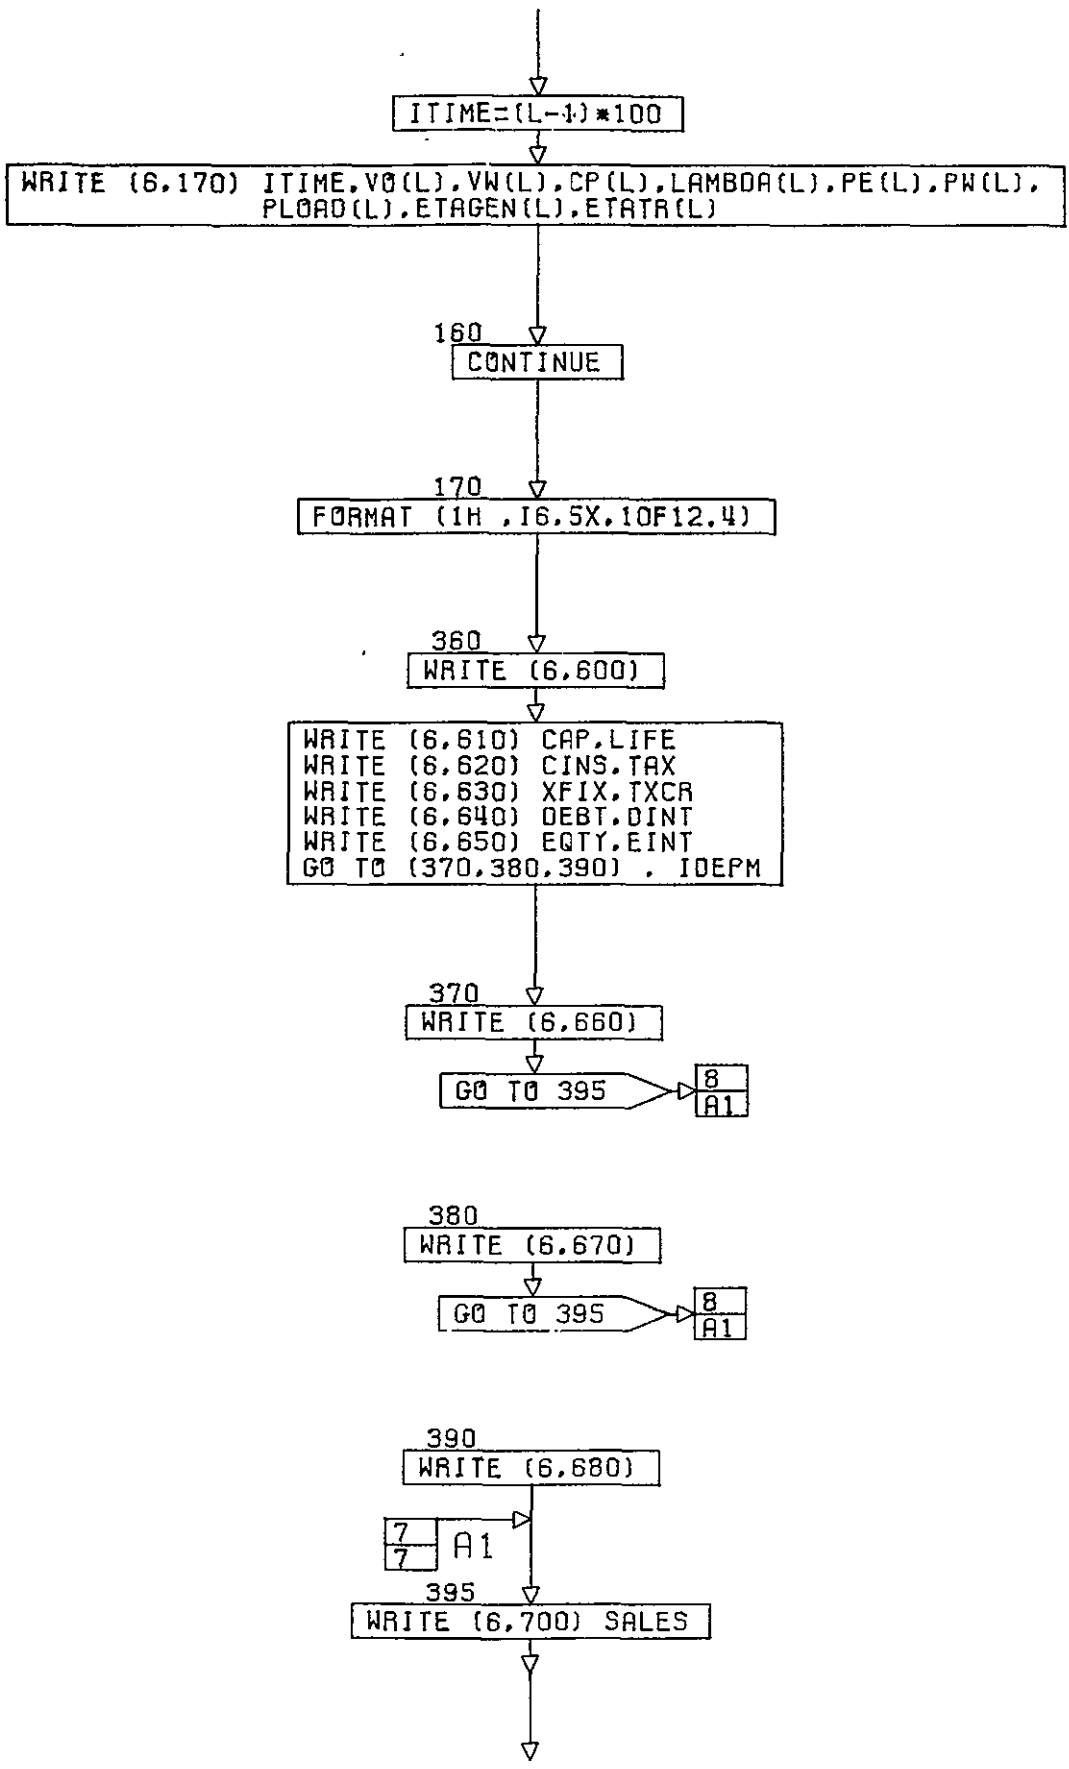 ITIME=(L-1)*100
WRITE (6,170) ITIME,VO(L),VW(L),CP(L),LAMBDA(L),PE(L),PW(L),
PLOAD(L),ETAGEN(L),ETATR(L)
160
CONTINUE
170
FORMAT (1H ,I6,5X,10F12.4)
360
WRITE (6,600)
WRITE (6,610) CAP,LIFE
WRITE (6,620) CINS,TAX
WRITE (6,630) XFIX,TXCR
WRITE (6,640) DEBT,DINT
WRITE (6,650) EQTY,EINT
GO TO (370,380,390) , IDEPM
370
WRITE (6,660)
GO TO 395
8
A1
380
WRITE (6,670)
GO TO 395
8
A1
390
WRITE (6,680)
7
7
A1
395
WRITE (6,700) SALES